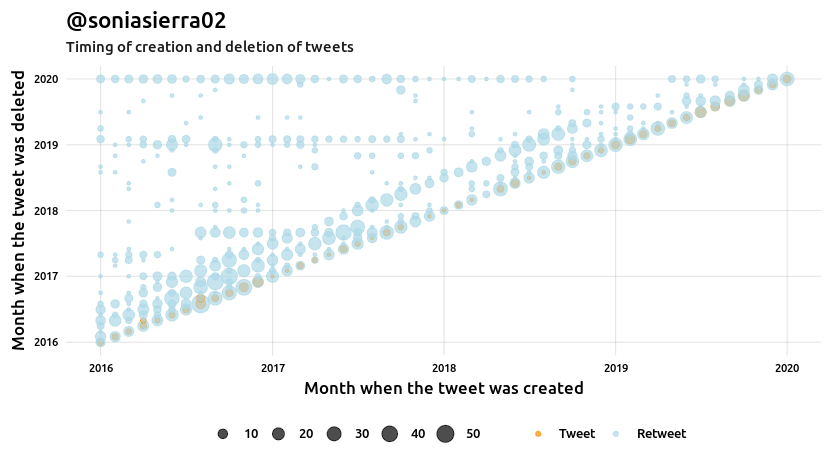 @soniasierra02
Timing of creation and deletion of tweets
Month when the tweet was deleted
2020
2019
2018
2017
2016
2016 2017 2018 2019 2020
Month when the tweet was created
10 20 30 40 50 Tweet Retweet